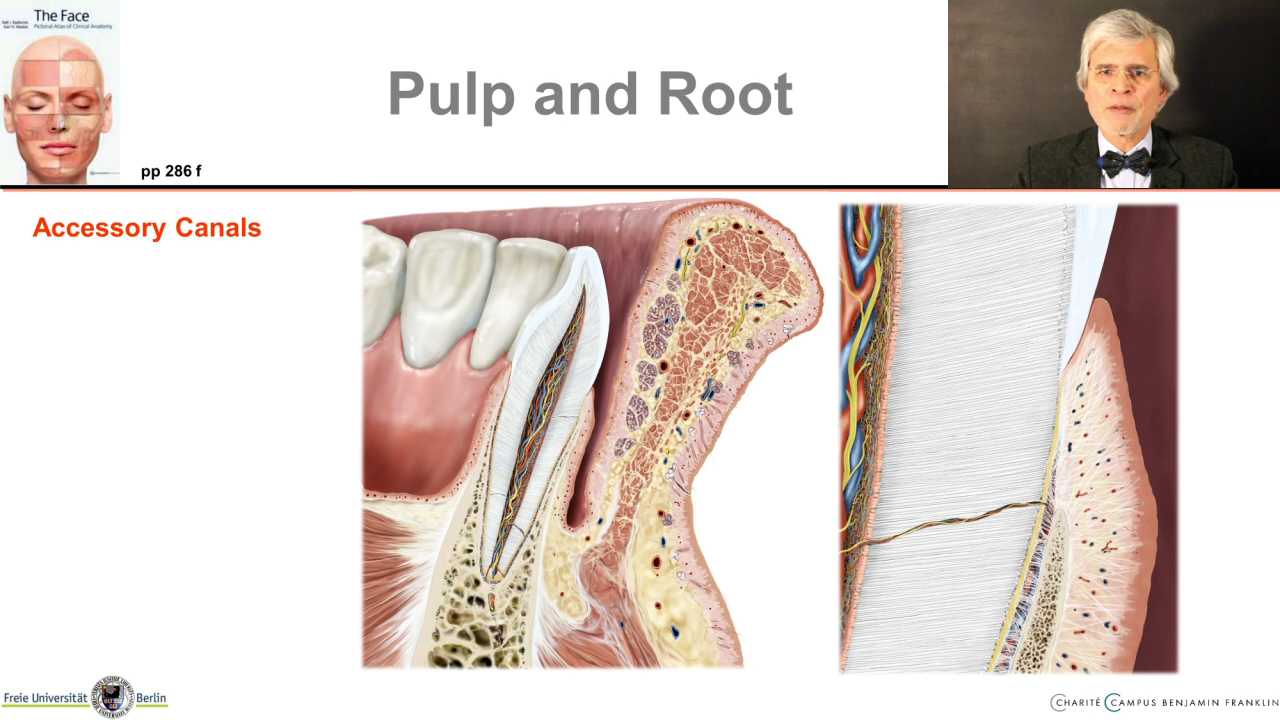 The Face
Pictorial Atlas of Clinical Anatomy
Pulp and Root
pp 286 f
Accessory Canals
Freie Universität Berlin
CHARITÉ CAMPUS BENJAMIN FRANKLIN